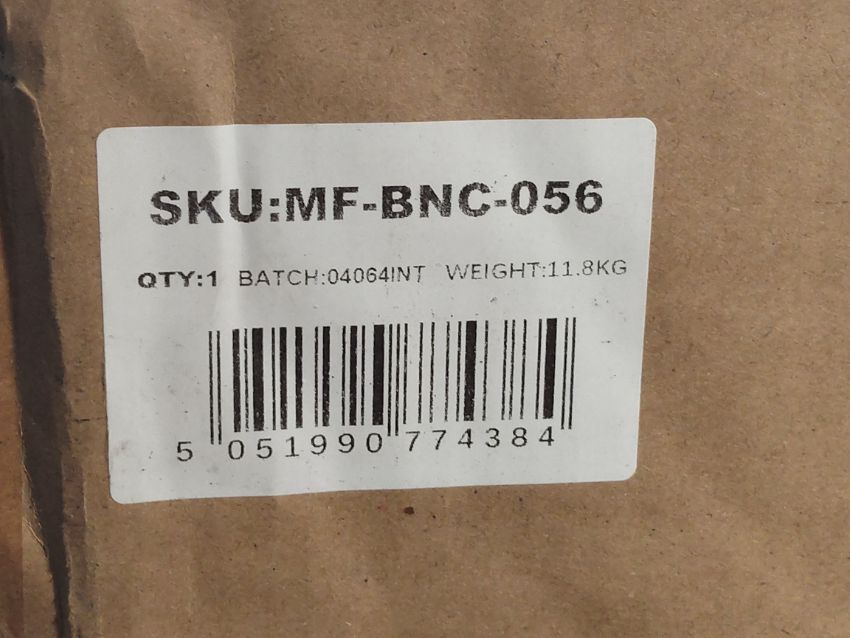 SKU:MF-BNC-056
QTY:1 BATCH:04064INT WEIGHT:11.8KG
5 051990 774384